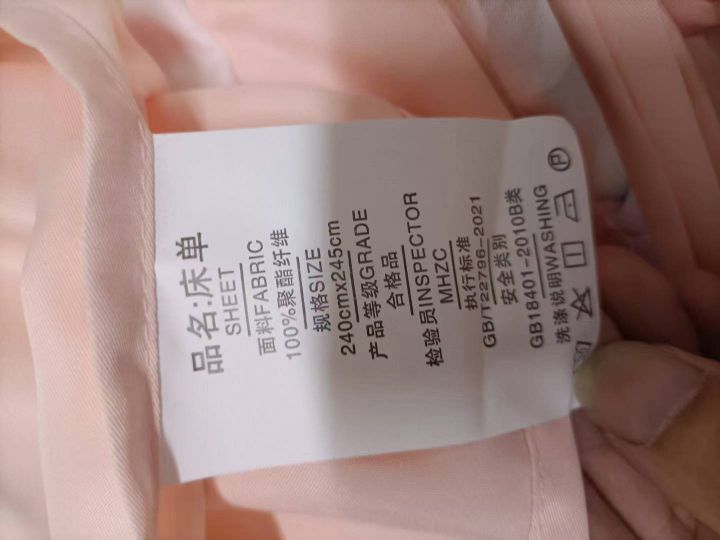 品名:床单
SHEET
面料FABRIC
100%聚酯纤维
规格SIZE
240cmx245cm
产品等级GRADE
合格品
检验员INSPECTOR
MHZC
执行标准
GB/T22796-2021
安全类别
GB18401-2010B类
洗涤说明WASHING
P